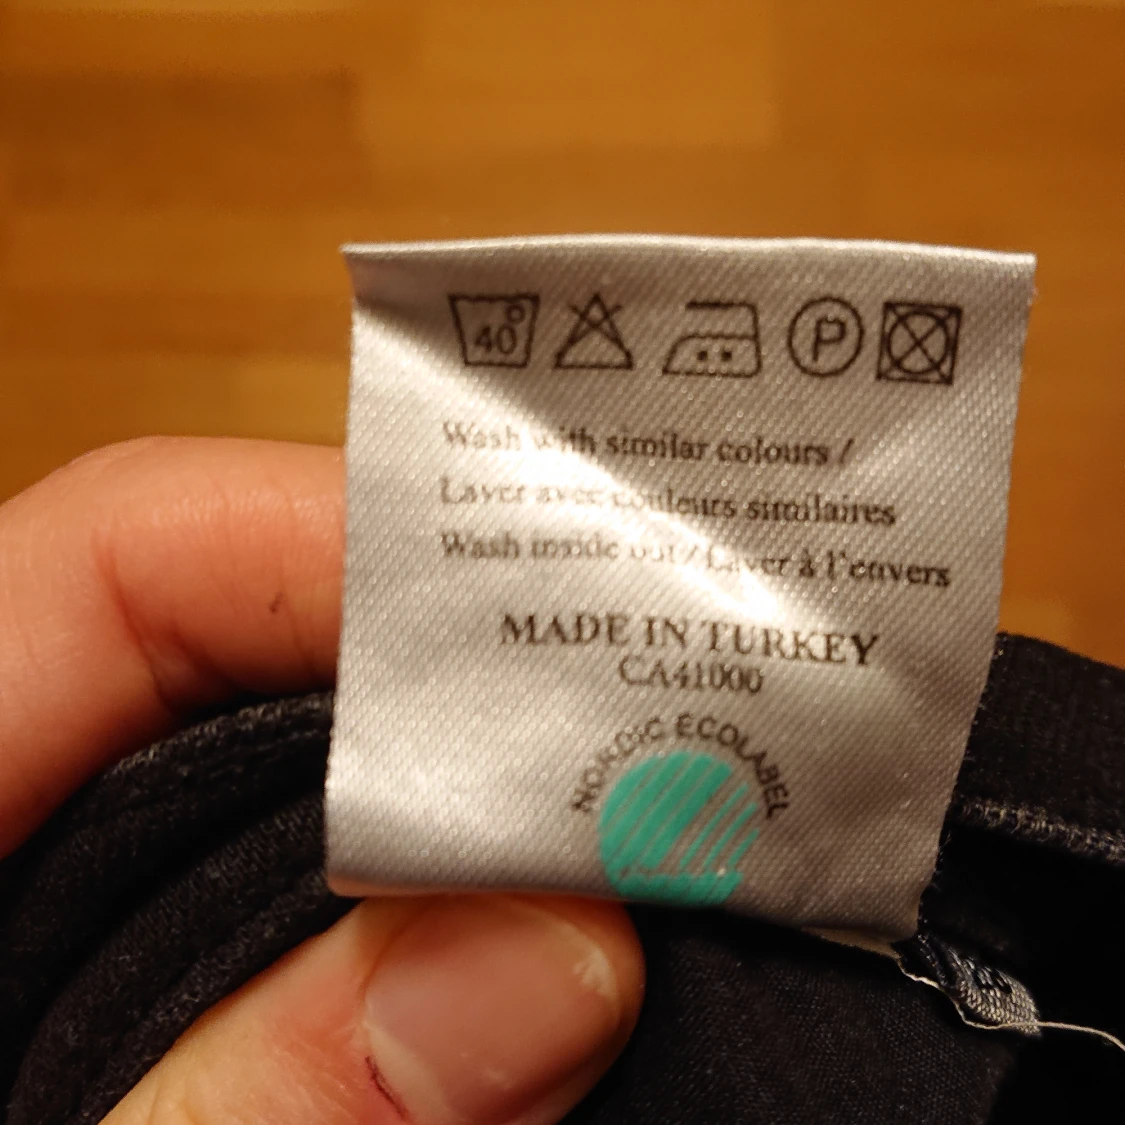 40°
P
Wash with similar colours /
Laver avec couleurs similaires
Wash inside out / Laver à l'envers
MADE IN TURKEY
CA41000
NORDIC ECOLABEL